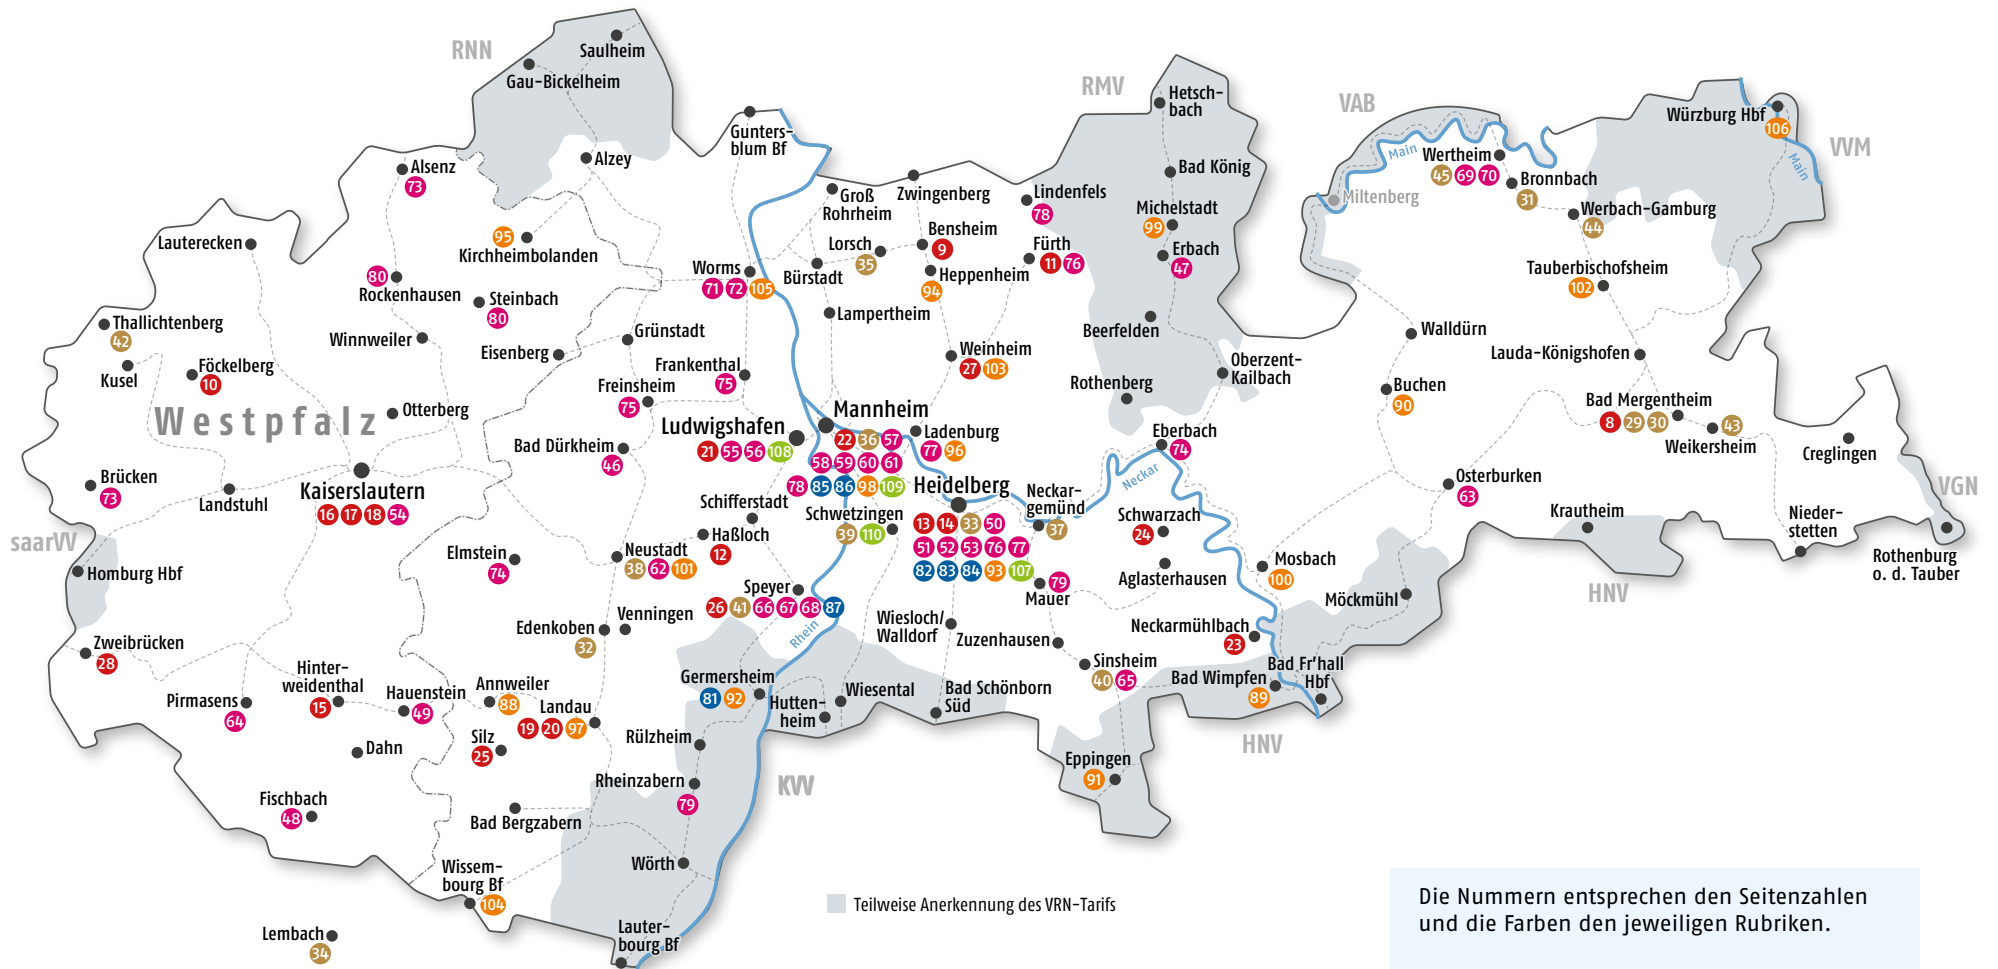 RNN
Saulheim
Gau-Bickelheim
RMV
Hetsch-
bach
VAB
Würzburg Hbf
106
VVM
Main
Gunters-
blum Bf
Alzey
Alsenz
73
Main
Wertheim
45 69 70
Bronnbach
31
Bad König
Zwingenberg
Groß
Rohrheim
Lindenfels
78
Michelstadt
99
Miltenberg
Werbach-Gamburg
44
Lauterecken
95
Kirchheimbolanden
Lorsch
35
Bensheim
9
Fürth
11 76
Erbach
47
Worms
71 72 105
Bürstadt
Heppenheim
94
Tauberbischofsheim
102
80
Rockenhausen
Steinbach
80
Lampertheim
Beerfelden
Thallichtenberg
42
Winnweiler
Grünstadt
Walldürn
Eisenberg
Weinheim
27 103
Oberzent-
Kailbach
Lauda-Königshofen
Kusel
Föckelberg
10
Frankenthal
75
Freinsheim
75
Rothenberg
Buchen
90
Bad Mergentheim
8 29 30
43
Weikersheim
Westpfalz
Otterberg
Mannheim
22 36 57
58 59 60 61
78 85 86 98 109
Ludwigshafen
21 55 56 108
Ladenburg
77 96
Eberbach
74
Creglingen
Bad Dürkheim
46
Neckar
Brücken
73
Landstuhl
Kaiserslautern
16 17 18 54
Heidelberg
13 14 33 50
51 52 53 76 77
82 83 84 93 107
Neckar-
gemünd
37
Osterburken
63
VGN
Schifferstadt
Schwetzingen
39 110
Schwarzach
24
Krautheim
Nieder-
stetten
saarVV
Homburg Hbf
Elmstein
74
Neustadt
38 62 101
Haßloch
12
Rothenburg
o. d. Tauber
Mosbach
100
Aglasterhausen
79
Mauer
Möckmühl
HNV
Speyer
26 41 66 67 68 87
Rhein
Venningen
Edenkoben
32
Wiesloch/
Walldorf
Zuzenhausen
Neckarmühlbach
23
Zweibrücken
28
Hinter-
weidenthal
15
Sinsheim
40 65
Bad Fr'hall
Hbf
Bad Wimpfen
89
Germersheim
81 92
Hutten-
heim
Wiesental
Bad Schönborn
Süd
Pirmasens
64
Hauenstein
49
Annweiler
88
Landau
19 20 97
Silz
25
Rülzheim
HNV
Dahn
Eppingen
91
Rheinzabern
79
KVV
Fischbach
48
Bad Bergzabern
Wörth
Wissem-
bourg Bf
104
Lembach
34
Lauter-
bourg Bf
Teilweise Anerkennung des VRN-Tarifs
Die Nummern entsprechen den Seitenzahlen
und die Farben den jeweiligen Rubriken.